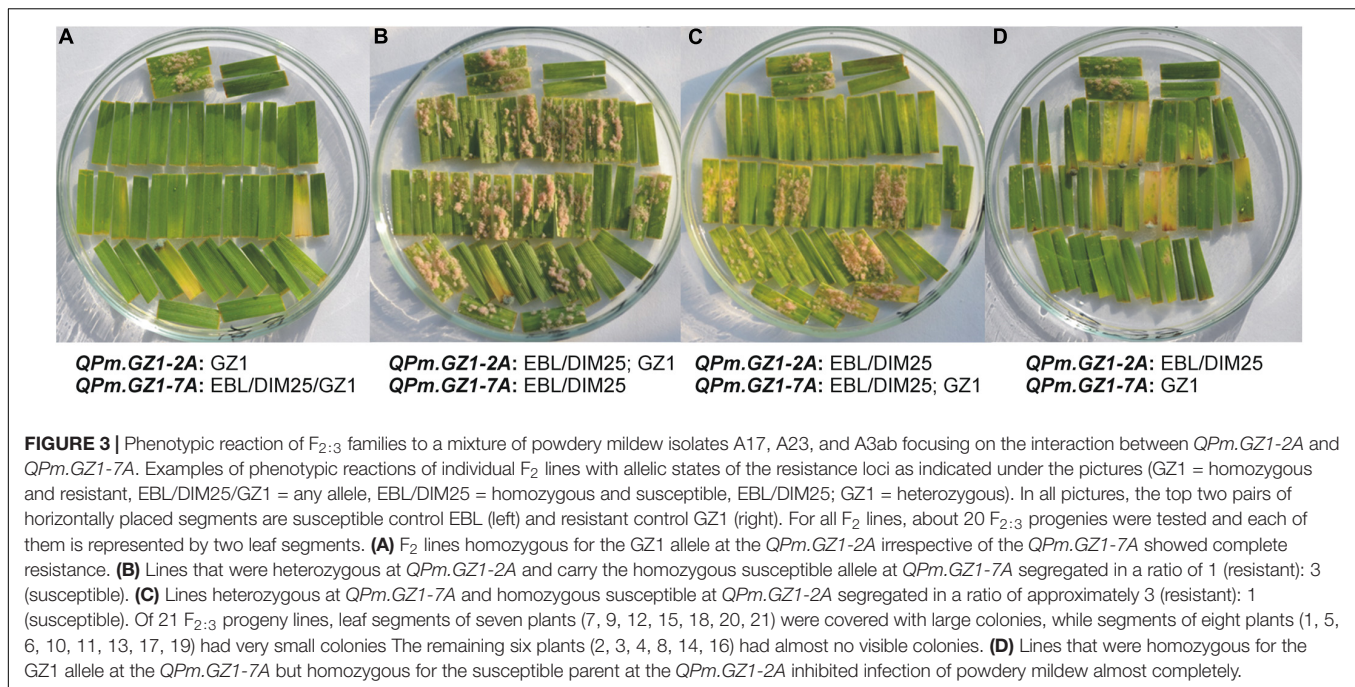 A B C D
QPm.GZ1-2A: GZ1
QPm.GZ1-7A: EBL/DIM25/GZ1
QPm.GZ1-2A: EBL/DIM25; GZ1
QPm.GZ1-7A: EBL/DIM25
QPm.GZ1-2A: EBL/DIM25
QPm.GZ1-7A: EBL/DIM25; GZ1
QPm.GZ1-2A: EBL/DIM25
QPm.GZ1-7A: GZ1
FIGURE 3 | Phenotypic reaction of F2:3 families to a mixture of powdery mildew isolates A17, A23, and A3ab focusing on the interaction between QPm.GZ1-2A and
QPm.GZ1-7A. Examples of phenotypic reactions of individual F2 lines with allelic states of the resistance loci as indicated under the pictures (GZ1 = homozygous
and resistant, EBL/DIM25/GZ1 = any allele, EBL/DIM25 = homozygous and susceptible, EBL/DIM25; GZ1 = heterozygous). In all pictures, the top two pairs of
horizontally placed segments are susceptible control EBL (left) and resistant control GZ1 (right). For all F2 lines, about 20 F2:3 progenies were tested and each of
them is represented by two leaf segments. (A) F2 lines homozygous for the GZ1 allele at the QPm.GZ1-2A irrespective of the QPm.GZ1-7A showed complete
resistance. (B) Lines that were heterozygous at QPm.GZ1-2A and carry the homozygous susceptible allele at QPm.GZ1-7A segregated in a ratio of 1 (resistant): 3
(susceptible). (C) Lines heterozygous at QPm.GZ1-7A and homozygous susceptible at QPm.GZ1-2A segregated in a ratio of approximately 3 (resistant): 1
(susceptible). Of 21 F2:3 progeny lines, leaf segments of seven plants (7, 9, 12, 15, 18, 20, 21) were covered with large colonies, while segments of eight plants (1, 5,
6, 10, 11, 13, 17, 19) had very small colonies The remaining six plants (2, 3, 4, 8, 14, 16) had almost no visible colonies. (D) Lines that were homozygous for the
GZ1 allele at the QPm.GZ1-7A but homozygous for the susceptible parent at the QPm.GZ1-2A inhibited infection of powdery mildew almost completely.